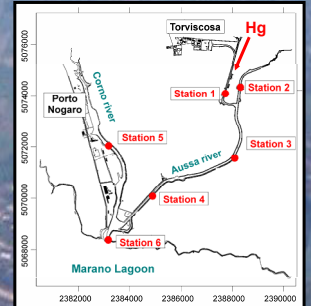 Torviscosa
Hg
5076000
Station 1
Station 2
5074000
Corno river
Porto
Nogaro
Station 5
5072000
Station 3
Aussa river
5070000
Station 4
5068000
Station 6
Marano Lagoon
2382000 2384000 2386000 2388000 2390000